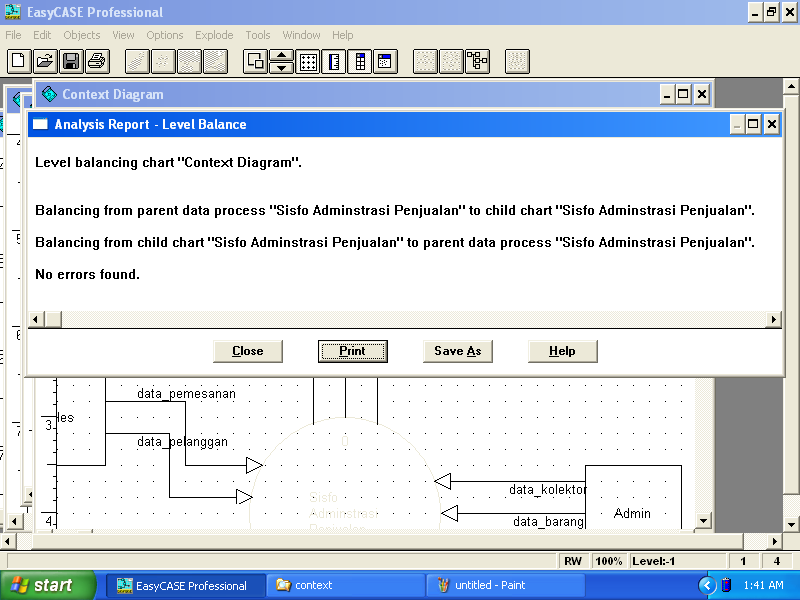 EasyCASE Professional
File Edit Objects View Options Explode Tools Window Help
Context Diagram
Analysis Report - Level Balance
Level balancing chart "Context Diagram".
Balancing from parent data process "Sisfo Adminstrasi Penjualan" to child chart "Sisfo Adminstrasi Penjualan".
Balancing from child chart "Sisfo Adminstrasi Penjualan" to parent data process "Sisfo Adminstrasi Penjualan".
No errors found.
Close Print Save As Help
data_pemesanan
les
3
data_pelanggan
0
data_kolektor
Sisfo
Adminstrasi
Penjualan
Admin
data_barang
4
RW 100% Level:-1 1 4
start EasyCASE Professional context untitled - Paint 1:41 AM